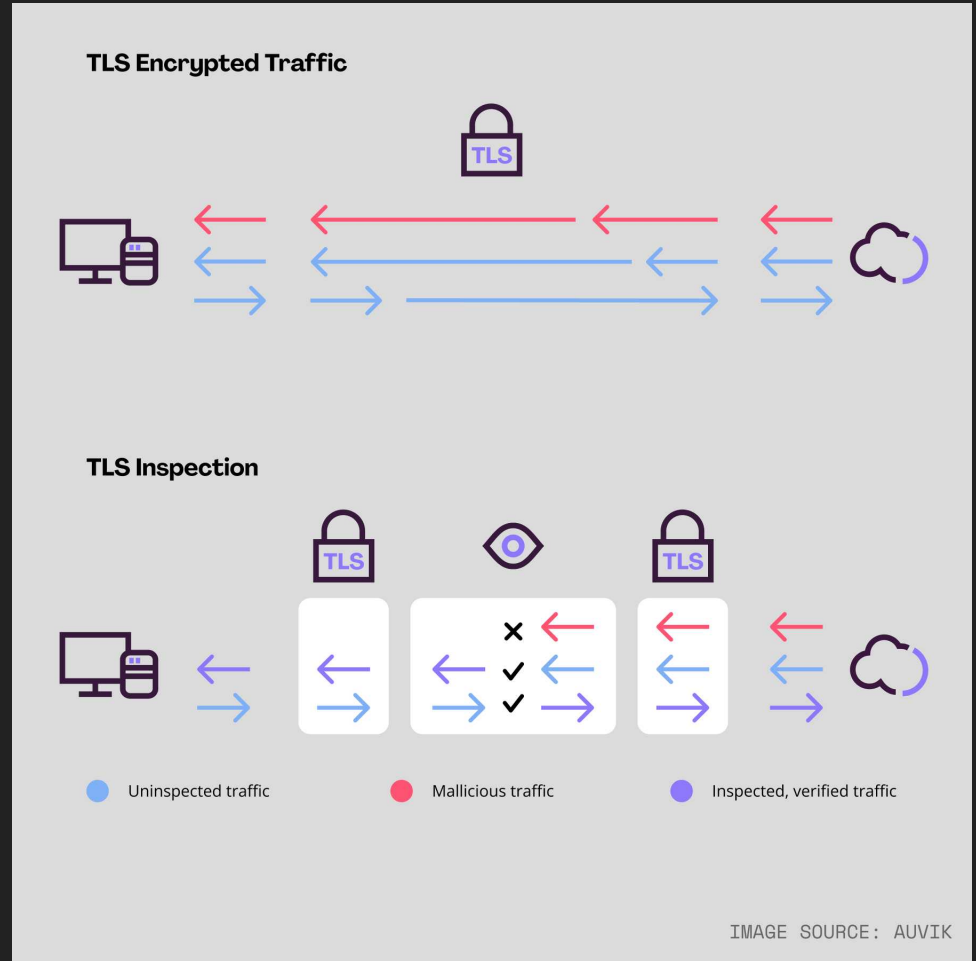 TLS Encrypted Traffic
TLS
TLS Inspection
TLS
TLS
Uninspected traffic
Mallicious traffic
Inspected, verified traffic
IMAGE SOURCE: AUVIK